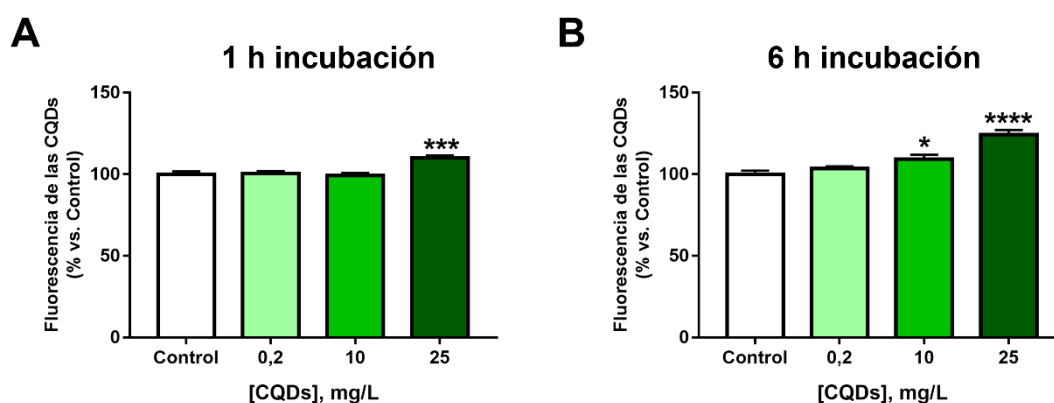 A
1 h incubación
Fluorescencia de las CQDs
(% vs. Control)
150
100
50
0
***
Control 0,2 10 25
[CQDs], mg/L
B
6 h incubación
Fluorescencia de las CQDs
(% vs. Control)
150
100
50
0
*
****
Control 0,2 10 25
[CQDs], mg/L